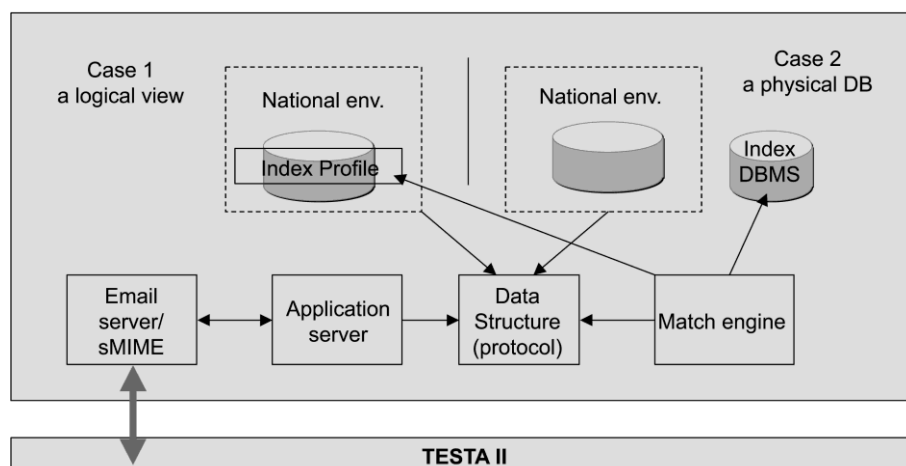 Case 1
a logical view
National env.
Index Profile
National env.
Case 2
a physical DB
Index
DBMS
Email
server/
sMIME
Application
server
Data
Structure
(protocol)
Match engine
TESTA II